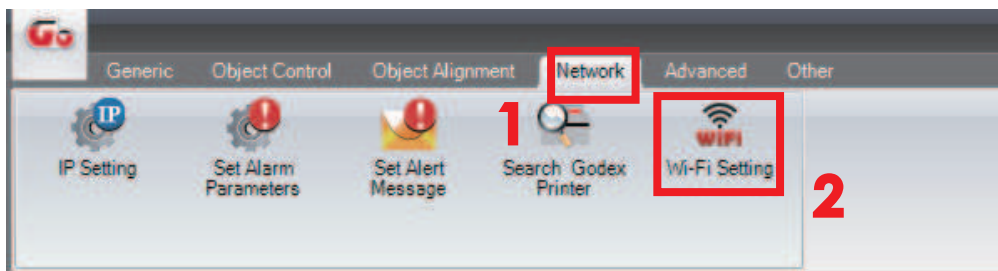 Go
Generic Object Control Object Alignment Network Advanced Other
1
IP
WiFi
IP Setting
Set Alarm
Parameters
Set Alert
Message
Search Godex
Printer
Wi-Fi Setting
2